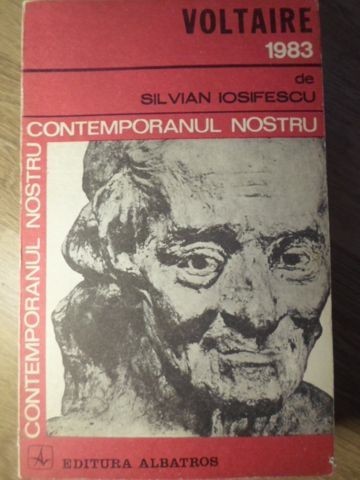 VOLTAIRE
1983
de
SILVIAN IOSIFESCU
CONTEMPORANUL NOSTRU
CONTEMPORANUL NOSTRU
EDITURA ALBATROS